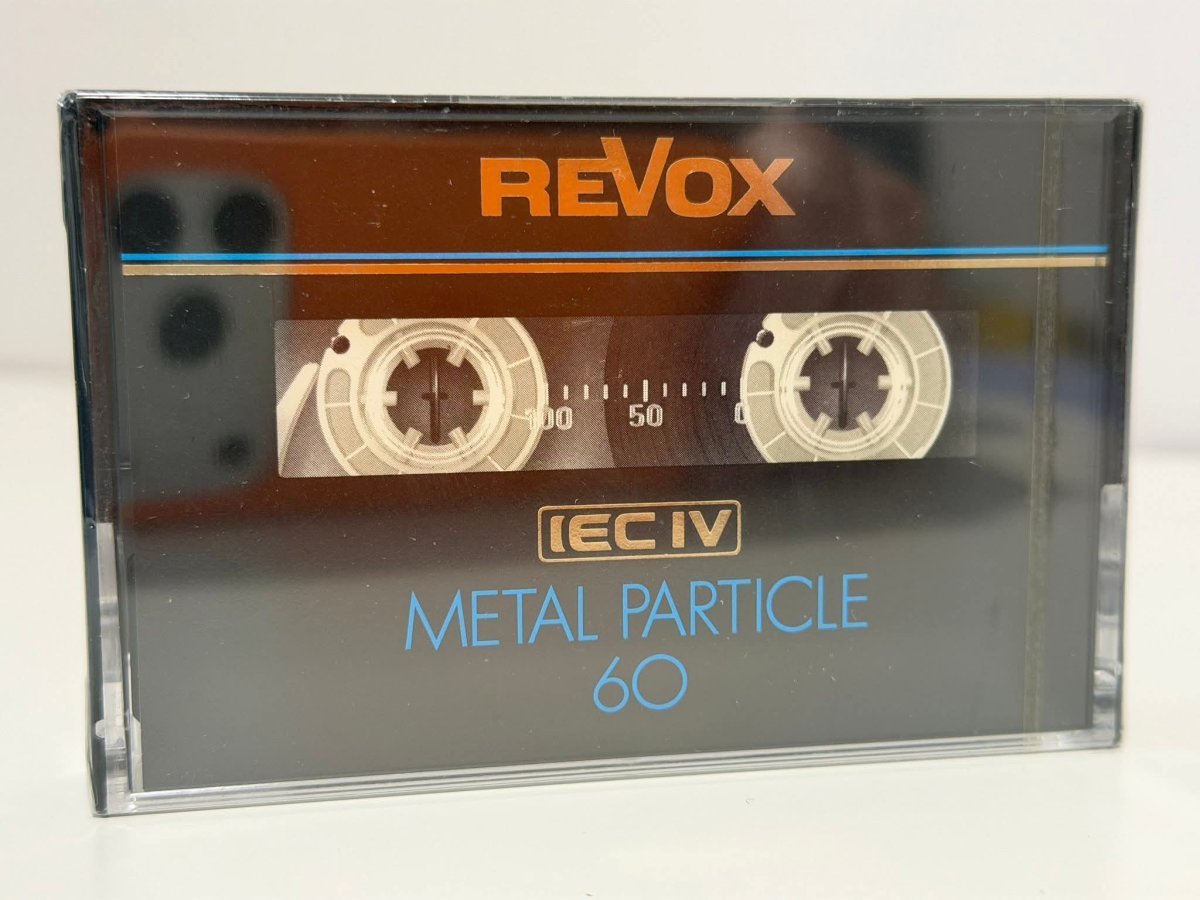 REVOX
100 50 0
IEC IV
METAL PARTICLE
60